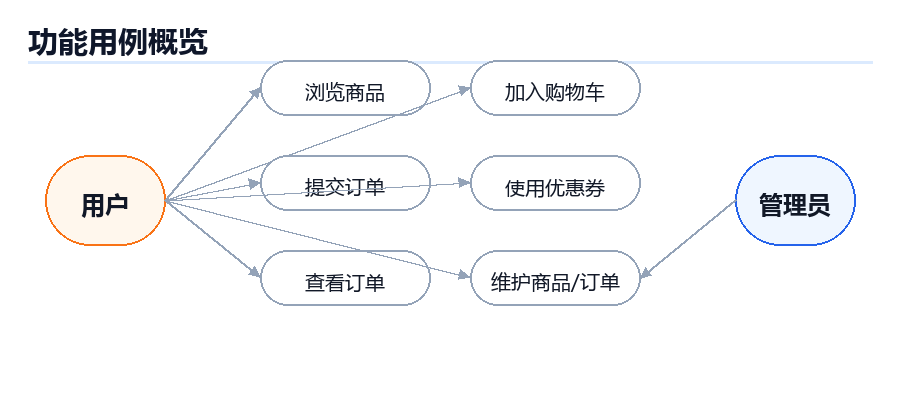 功能用例概览
浏览商品
加入购物车
用户
提交订单
使用优惠券
管理员
查看订单
维护商品/订单